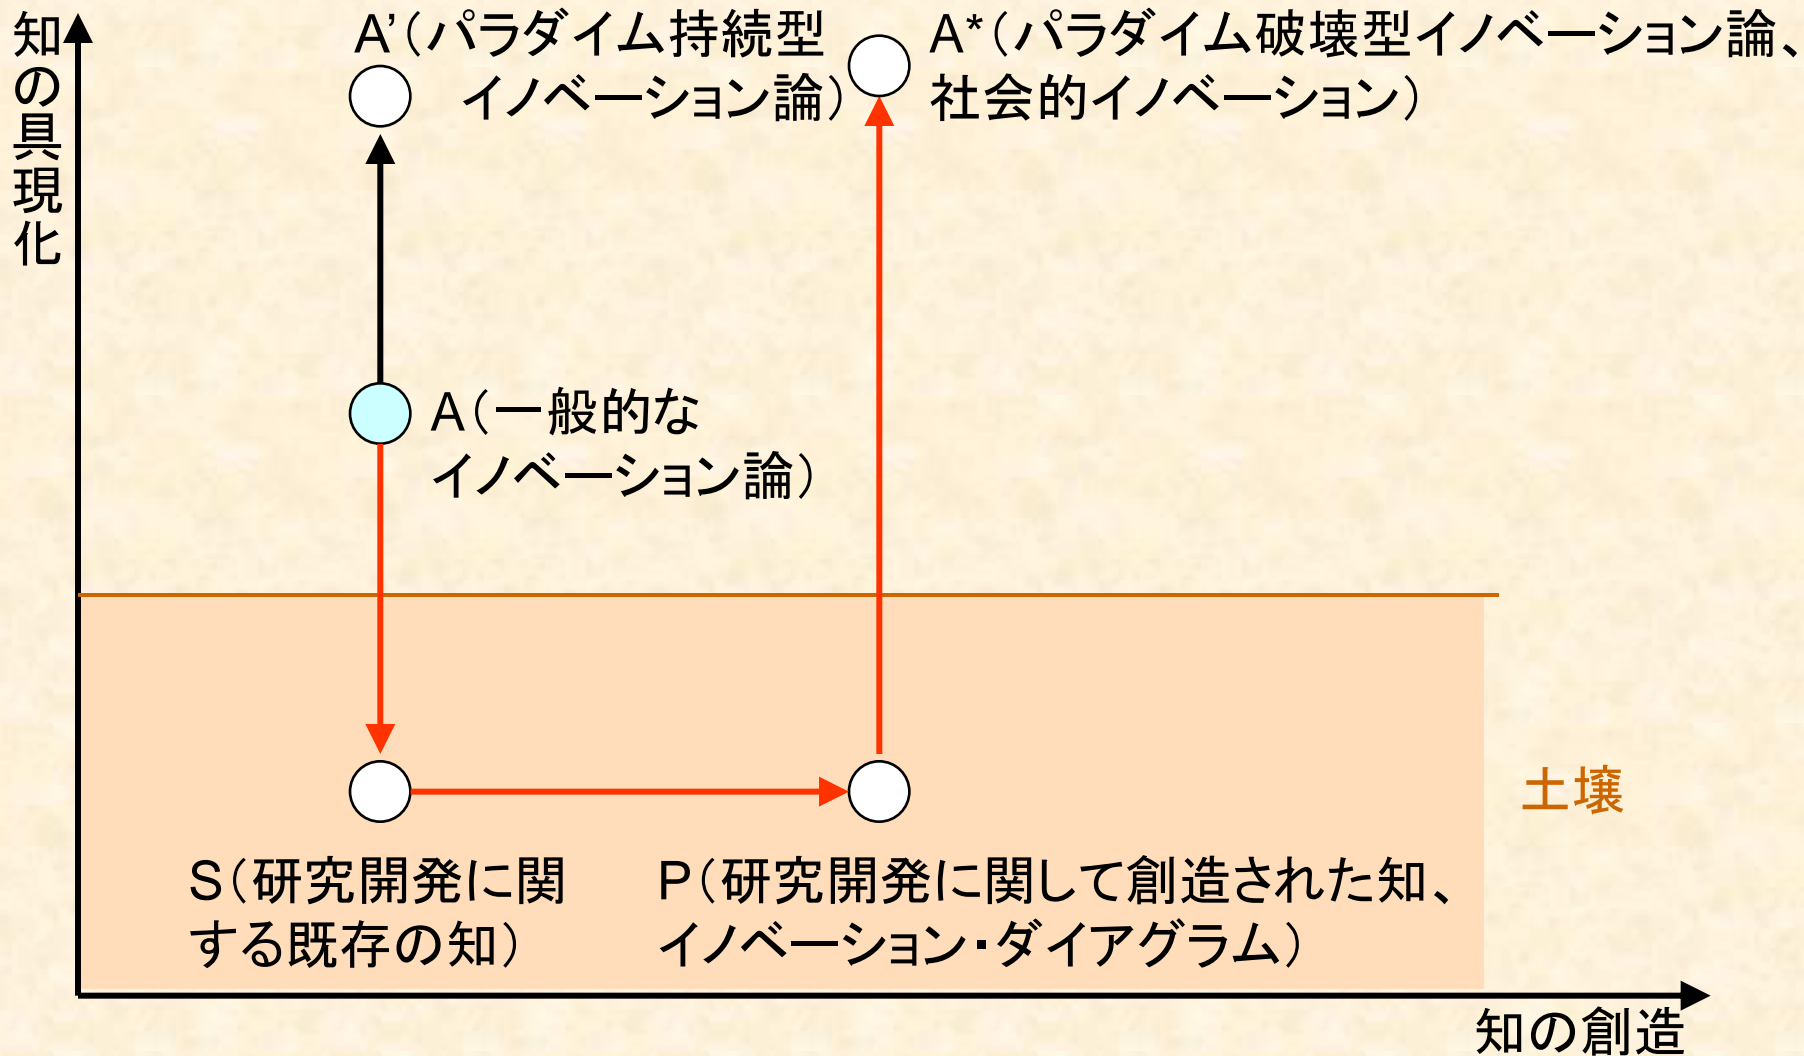 知の具現化
A’（パラダイム持続型
イノベーション論）
A*（パラダイム破壊型イノベーション論、
社会的イノベーション）
A（一般的な
イノベーション論）
土壌
S（研究開発に関
する既存の知）
P（研究開発に関して創造された知、
イノベーション・ダイアグラム）
知の創造